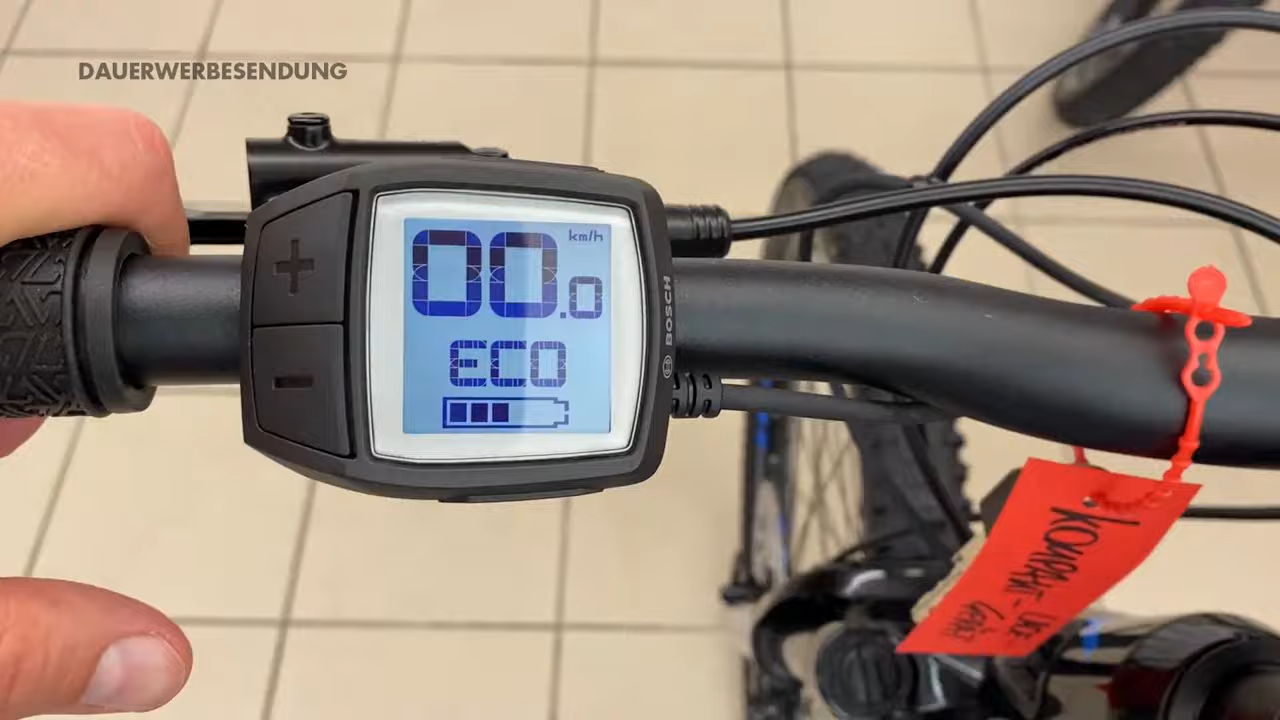 DAUERWERBESENDUNG
+
km/h
00.0
ECO
-
BOSCH